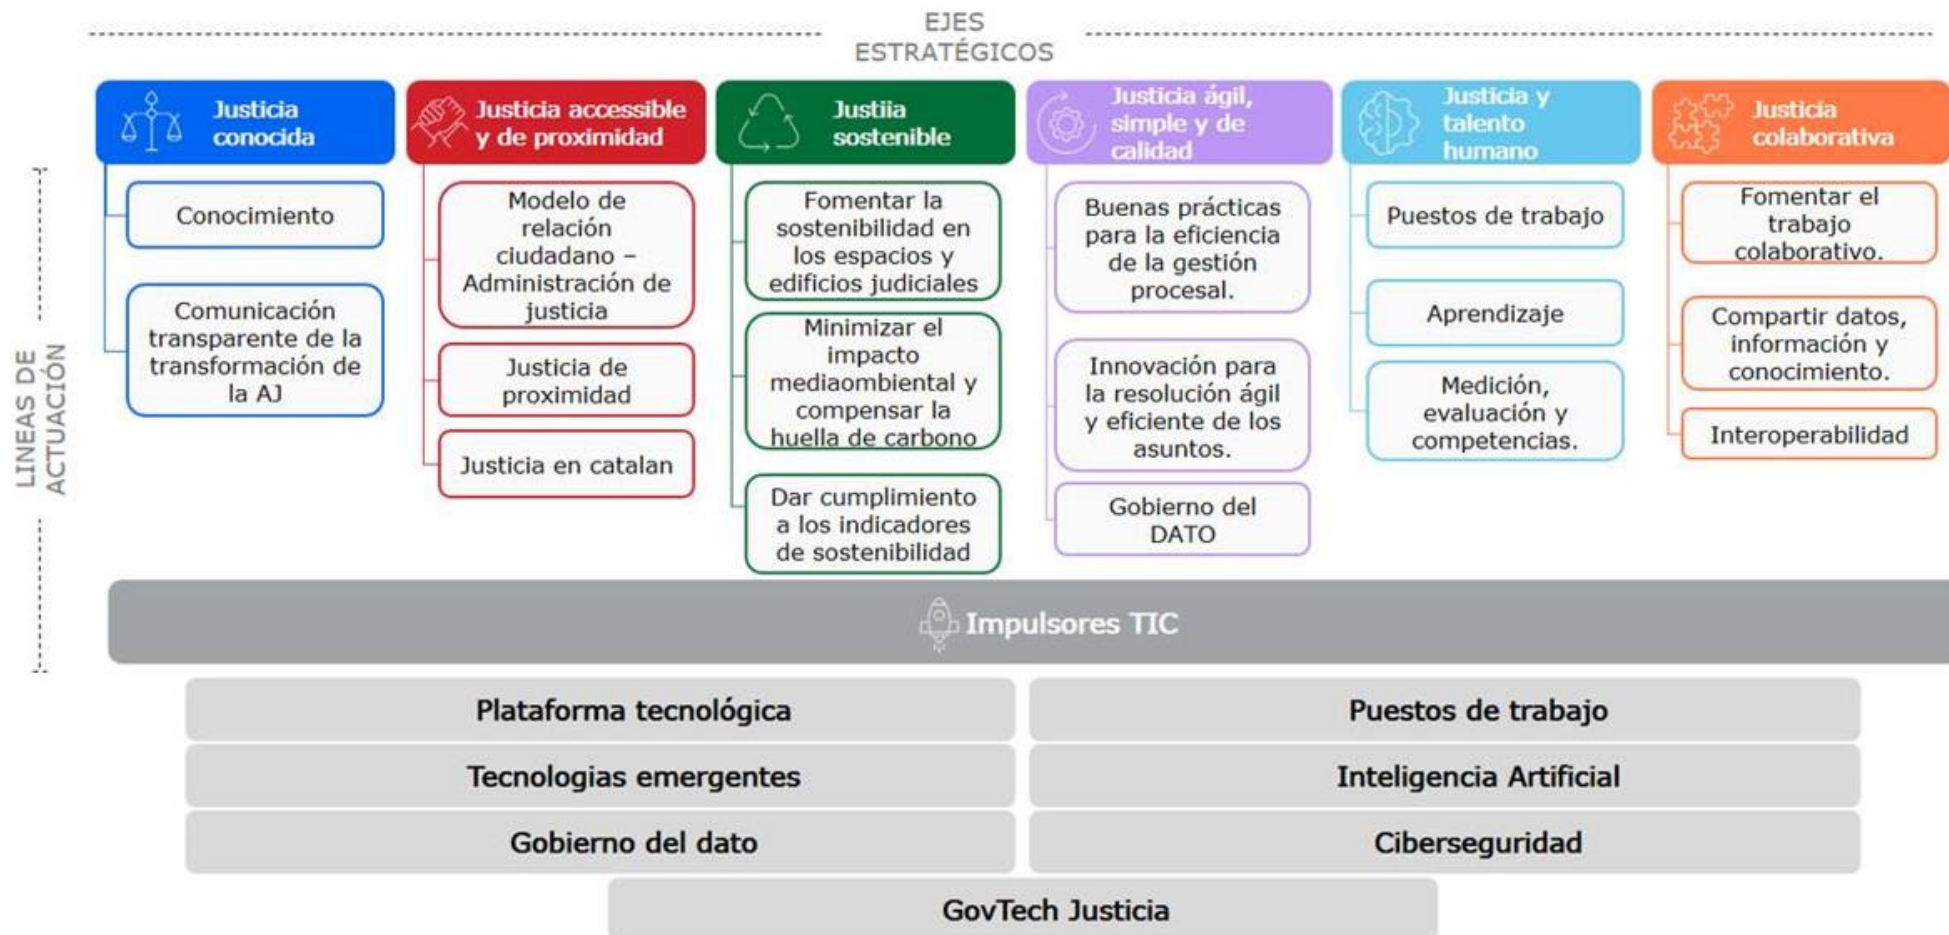 EJES
ESTRATÉGICOS
Justicia
conocida
Justicia accessible
y de proximidad
Justiia
sostenible
Justicia ágil,
simple y de
calidad
Justicia y
talento
humano
Justicia
colaborativa
LINEAS DE
ACTUACIÓN
Conocimiento
Comunicación
transparente de la
transformación de
la AJ
Modelo de
relación
ciudadano –
Administración de
justicia
Justicia de
proximidad
Justicia en catalan
Fomentar la
sostenibilidad en
los espacios y
edificios judiciales
Minimizar el
impacto
mediaombiental y
compensar la
huella de carbono
Dar cumplimiento
a los indicadores
de sostenibilidad
Buenas prácticas
para la eficiencia
de la gestión
procesal.
Innovación para
la resolución ágil
y eficiente de los
asuntos.
Gobierno del
DATO
Puestos de trabajo
Aprendizaje
Medición,
evaluación y
competencias.
Fomentar el
trabajo
colaborativo.
Compartir datos,
información y
conocimiento.
Interoperabilidad
Impulsores TIC
Plataforma tecnológica
Puestos de trabajo
Tecnologias emergentes
Inteligencia Artificial
Gobierno del dato
Ciberseguridad
GovTech Justicia